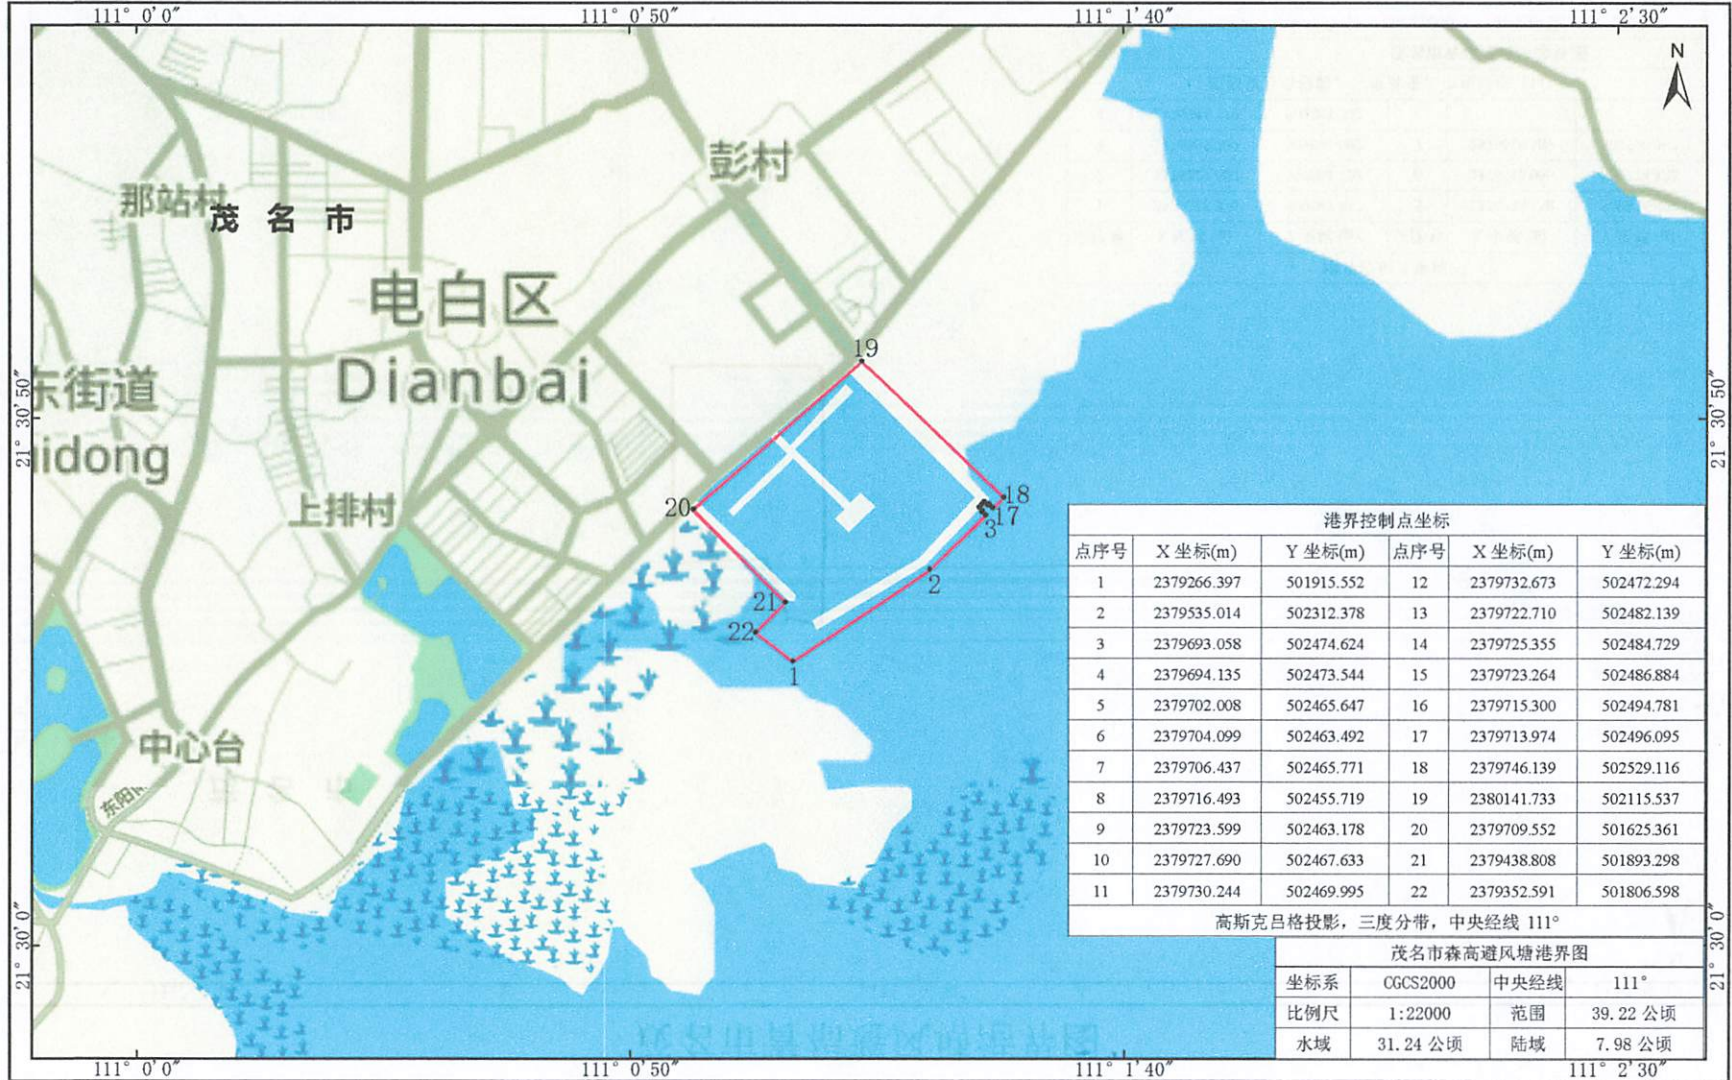 111° 0′0″ 111° 0′50″ 111° 1′40″ 111° 2′30″
N
彭村
那站村
茂 名 市
电白区
Dianbai
19
21° 30′50″
21° 30′50″
东街道
idong
上排村
20
18
17
3
2
21
22
1
中心台
东阳
港界控制点坐标
点序号 X 坐标(m) Y 坐标(m) 点序号 X 坐标(m) Y 坐标(m)
1 2379266.397 501915.552 12 2379732.673 502472.294
2 2379535.014 502312.378 13 2379722.710 502482.139
3 2379693.058 502474.624 14 2379725.355 502484.729
4 2379694.135 502473.544 15 2379723.264 502486.884
5 2379702.008 502465.647 16 2379715.300 502494.781
6 2379704.099 502463.492 17 2379713.974 502496.095
7 2379706.437 502465.771 18 2379746.139 502529.116
8 2379716.493 502455.719 19 2380141.733 502115.537
9 2379723.599 502463.178 20 2379709.552 501625.361
10 2379727.690 502467.633 21 2379438.808 501893.298
11 2379730.244 502469.995 22 2379352.591 501806.598
高斯克吕格投影，三度分带，中央经线 111°
21° 30′0″
21° 30′0″
茂名市森高避风塘港界图
坐标系 CGCS2000 中央经线 111°
比例尺 1:22000 范围 39.22 公顷
水域 31.24 公顷 陆域 7.98 公顷
111° 0′0″ 111° 0′50″ 111° 1′40″ 111° 2′30″